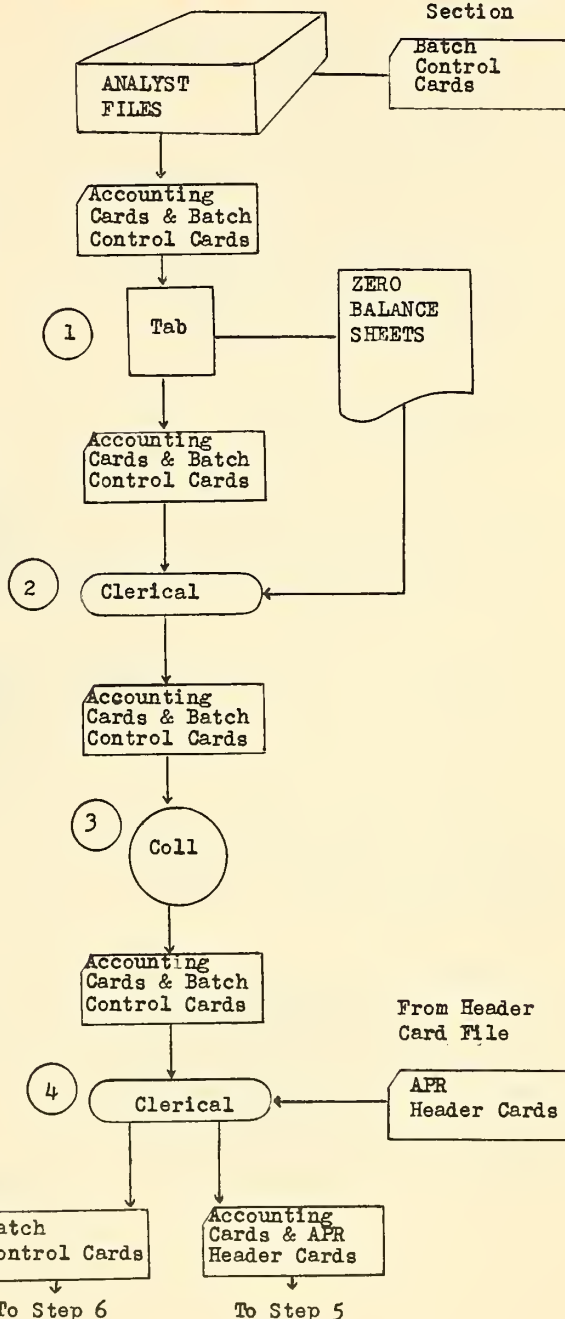 Section
Batch
Control
Cards
ANALYST
FILES
Accounting
Cards & Batch
Control Cards
ZERO
BALANCE
SHEETS
1
Tab
Accounting
Cards & Batch
Control Cards
2
Clerical
Accounting
Cards & Batch
Control Cards
3
Coll
Accounting
Cards & Batch
Control Cards
From Header
Card File
4
Clerical
APR
Header Cards
atch
ontrol Cards
Accounting
Cards & APR
Header Cards
To Step 6
To Step 5